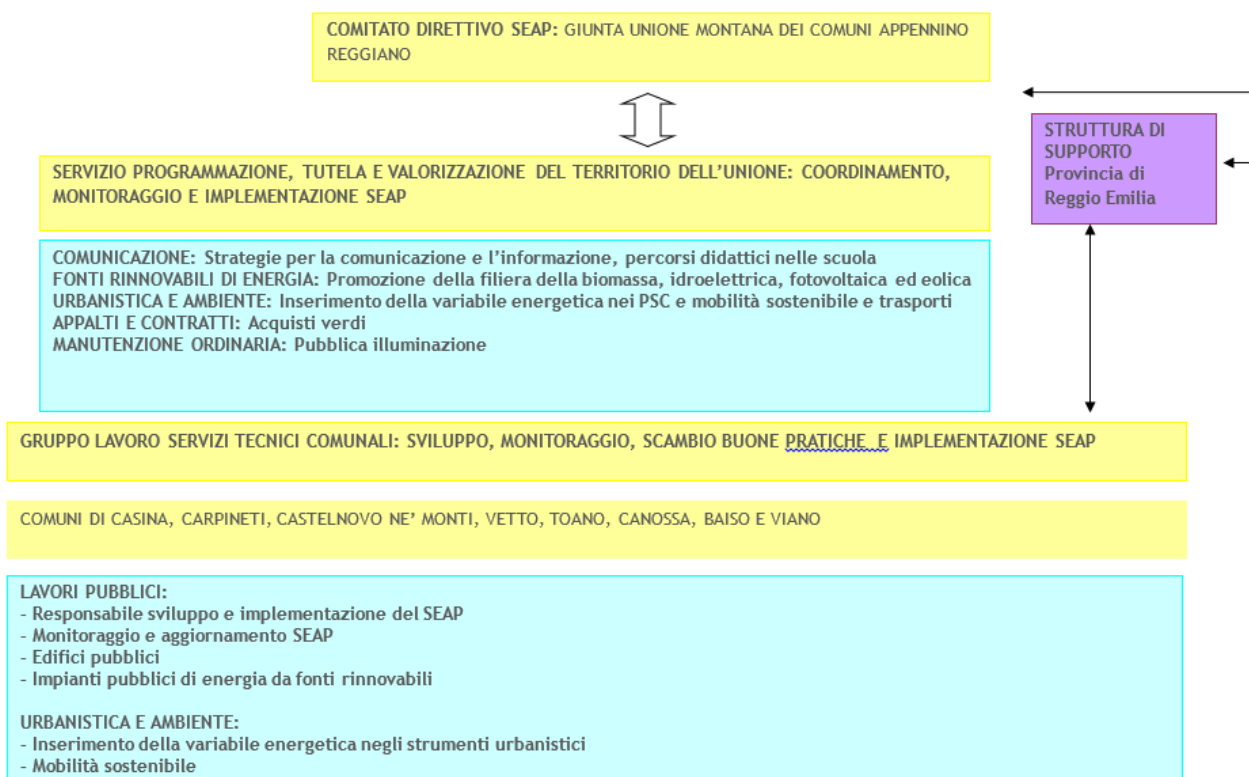 COMITATO DIRETTIVO SEAP: GIUNTA UNIONE MONTANA DEI COMUNI APPENNINO
REGGIANO
STRUTTURA DI
SUPPORTO
Provincia di
Reggio Emilia
SERVIZIO PROGRAMMAZIONE, TUTELA E VALORIZZAZIONE DEL TERRITORIO DELL'UNIONE: COORDINAMENTO,
MONITORAGGIO E IMPLEMENTAZIONE SEAP
COMUNICAZIONE: Strategie per la comunicazione e l'informazione, percorsi didattici nelle scuola
FONTI RINNOVABILI DI ENERGIA: Promozione della filiera della biomassa, idroelettrica, fotovoltaica ed eolica
URBANISTICA E AMBIENTE: Inserimento della variabile energetica nei PSC e mobilità sostenibile e trasporti
APPALTI E CONTRATTI: Acquisti verdi
MANUTENZIONE ORDINARIA: Pubblica illuminazione
GRUPPO LAVORO SERVIZI TECNICI COMUNALI: SVILUPPO, MONITORAGGIO, SCAMBIO BUONE PRATICHE E IMPLEMENTAZIONE SEAP
COMUNI DI CASINA, CARPINETI, CASTELNOVO NE' MONTI, VETTO, TOANO, CANOSSA, BAISO E VIANO
LAVORI PUBBLICI:
- Responsabile sviluppo e implementazione del SEAP
- Monitoraggio e aggiornamento SEAP
- Edifici pubblici
- Impianti pubblici di energia da fonti rinnovabili
URBANISTICA E AMBIENTE:
- Inserimento della variabile energetica negli strumenti urbanistici
- Mobilità sostenibile